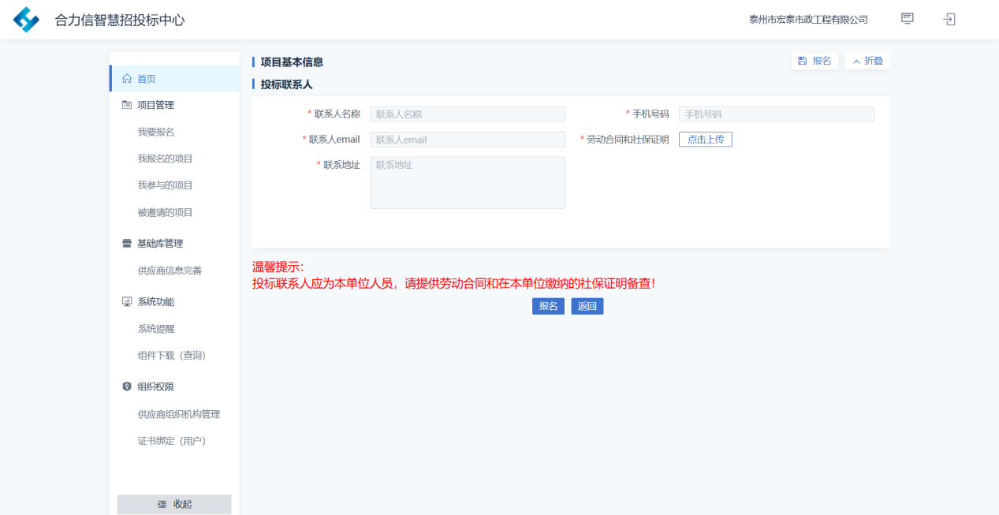 合力信智慧招投标中心
泰州市宏泰市政工程有限公司
首页
项目管理
我要报名
我报名的项目
我参与的项目
被邀请的项目
基础库管理
供应商信息完善
系统功能
系统提醒
组件下载（查询）
组织权限
供应商组织机构管理
证书绑定（用户）
收起
项目基本信息
报名 折叠
投标联系人
* 联系人名称 联系人名称 * 手机号码 手机号码
* 联系人email 联系人email * 劳动合同和社保证明 点击上传
* 联系地址 联系地址
温馨提示：
投标联系人应为本单位人员，请提供劳动合同和在本单位缴纳的社保证明备查！
报名 返回